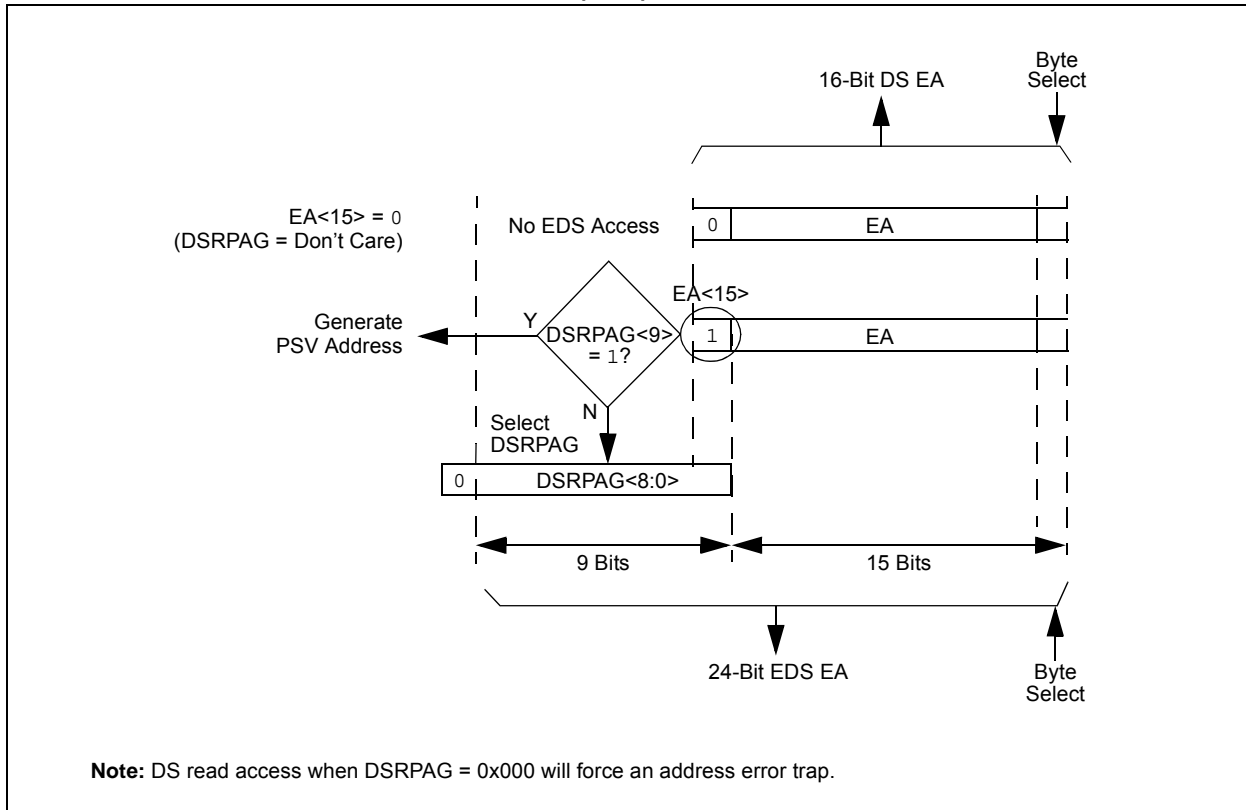 Byte
Select
16-Bit DS EA
EA<15> = 0
(DSRPAG = Don't Care)
No EDS Access
0
EA
EA<15>
Generate
PSV Address
Y
DSRPAG<9>
= 1?
1
EA
N
Select
DSRPAG
0
DSRPAG<8:0>
9 Bits
15 Bits
24-Bit EDS EA
Byte
Select
Note: DS read access when DSRPAG = 0x000 will force an address error trap.